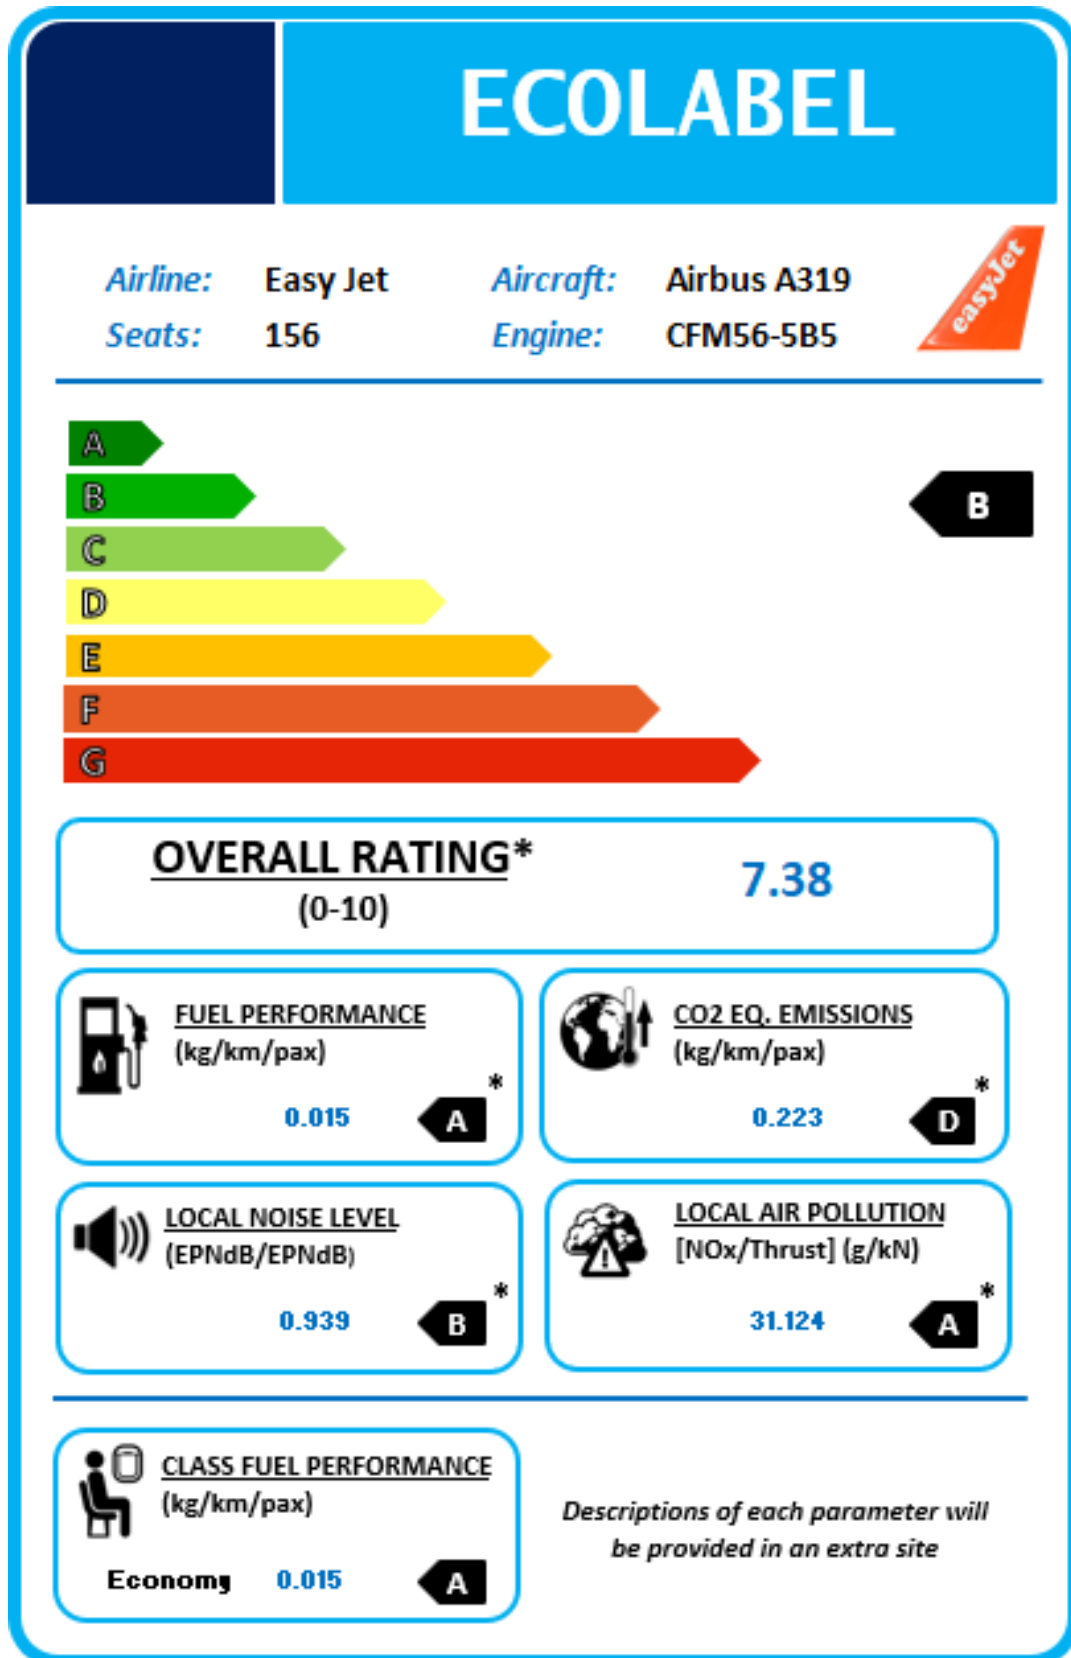 ECOLABEL
Airline: Easy Jet Aircraft: Airbus A319
easyJet
Seats: 156 Engine: CFM56-5B5
A
B
B
C
D
E
F
G
OVERALL RATING* 7.38
(0-10)
FUEL PERFORMANCE
(kg/km/pax)
*
0.015 A
CO2 EQ. EMISSIONS
(kg/km/pax)
*
0.223 D
LOCAL NOISE LEVEL
(EPNdB/EPNdB)
*
0.939 B
LOCAL AIR POLLUTION
[NOx/Thrust] (g/kN)
*
31.124 A
CLASS FUEL PERFORMANCE
(kg/km/pax)
Economy 0.015 A
Descriptions of each parameter will
be provided in an extra site